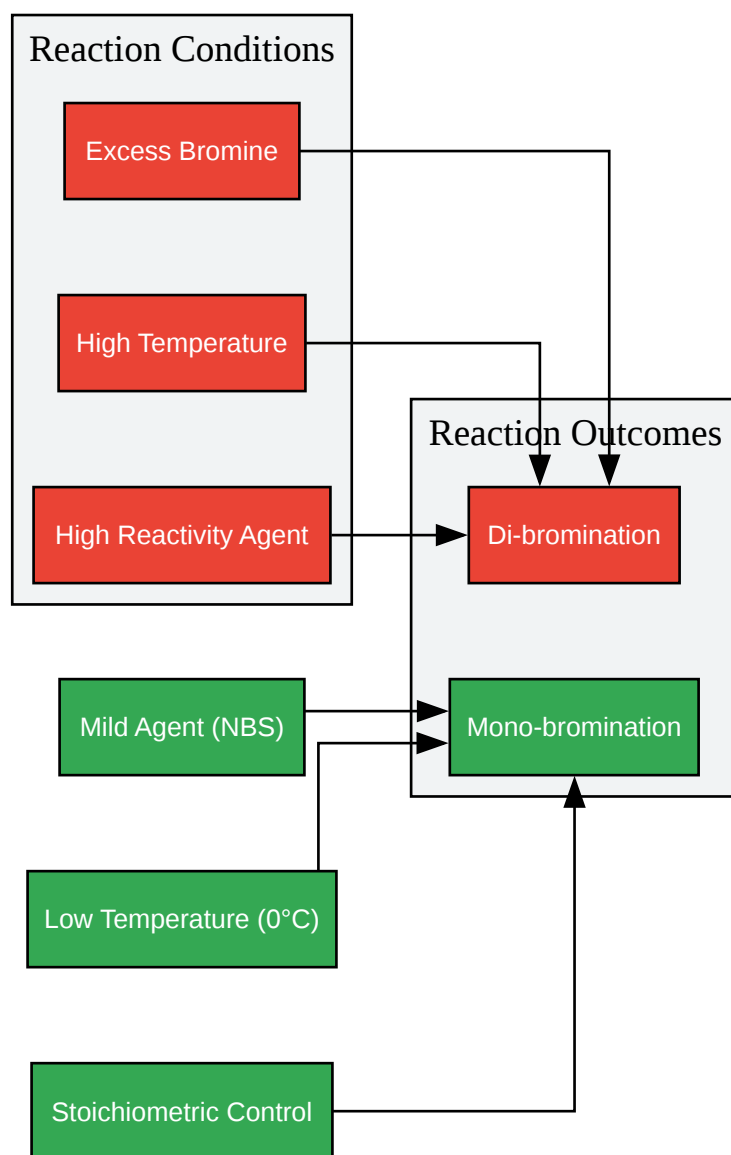 Reaction Conditions
Excess Bromine
High Temperature
Reaction Outcomes
High Reactivity Agent
Di-bromination
Mild Agent (NBS)
Mono-bromination
Low Temperature (0°C)
Stoichiometric Control